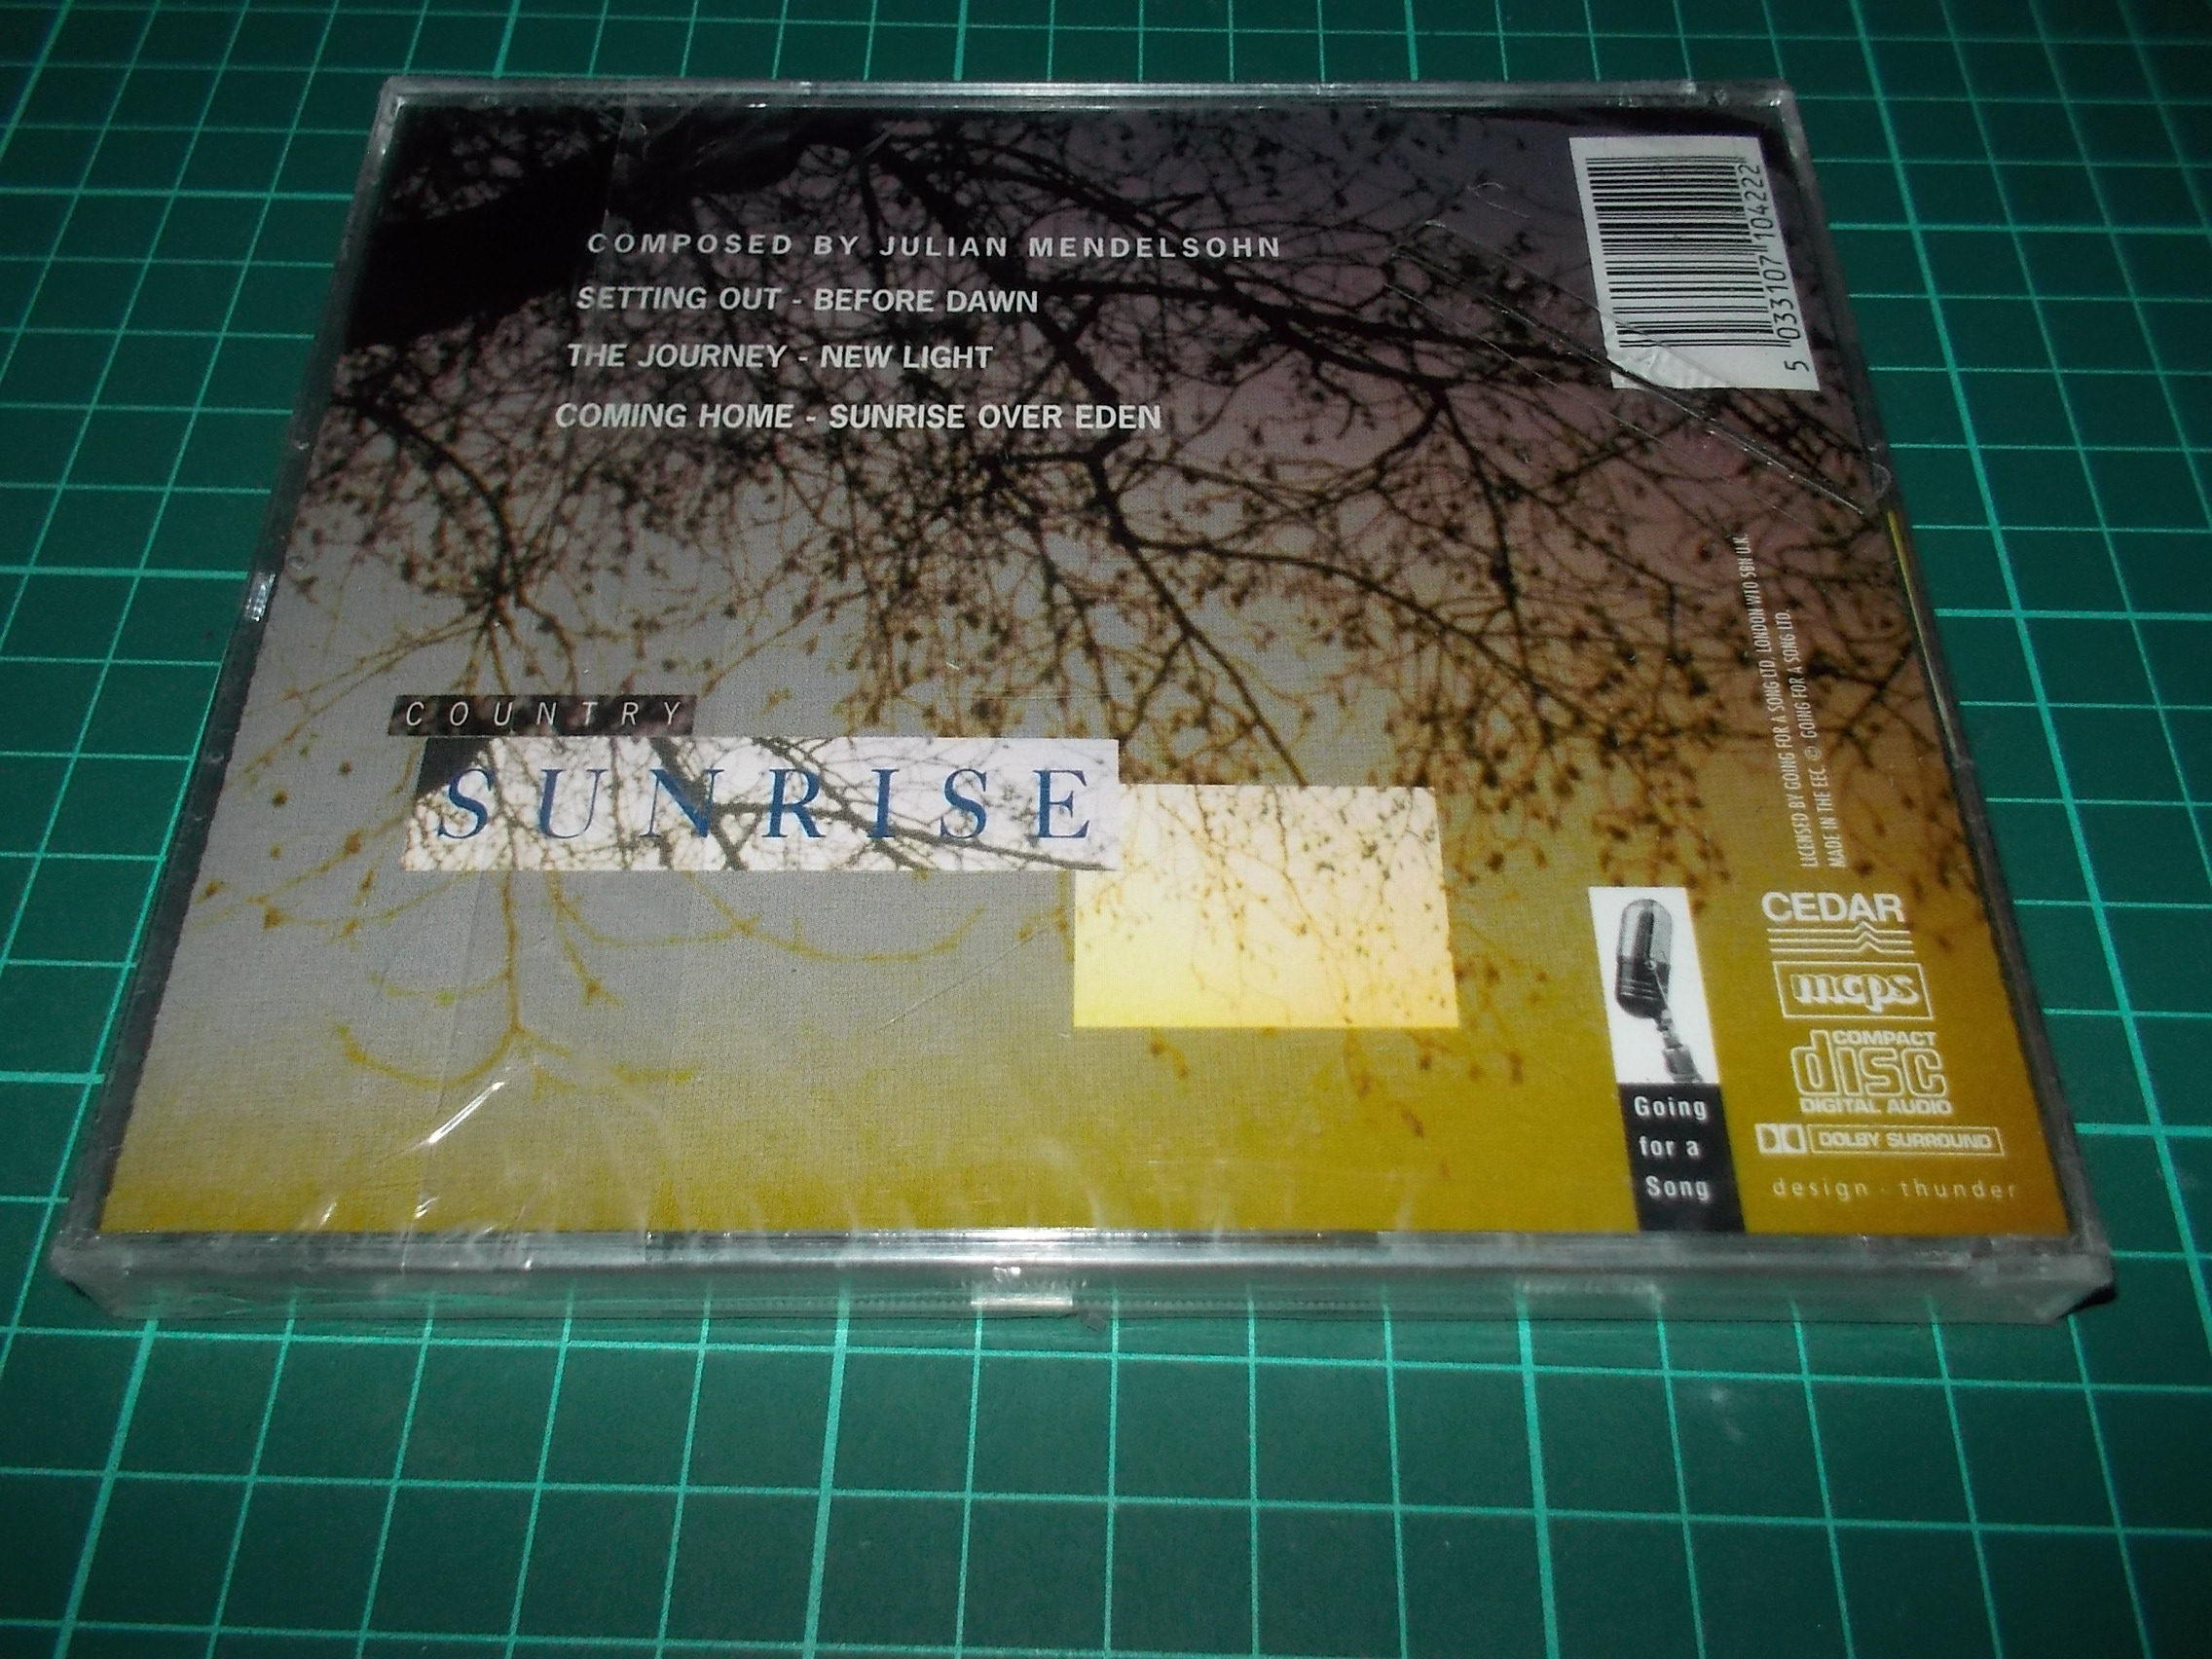 COMPOSED BY JULIAN MENDELSOHN
SETTING OUT - BEFORE DAWN
THE JOURNEY - NEW LIGHT
COMING HOME - SUNRISE OVER EDEN
5 033107 104222
COUNTRY
SUNRISE
LICENSED BY GOING FOR A SONG LTD. LONDON W1D 5BN U.K.
MADE IN THE EEC. © GOING FOR A SONG LTD.
Going
for a
Song
CEDAR
mcps
COMPACT
disc
DIGITAL AUDIO
DOLBY SURROUND
design · thunder